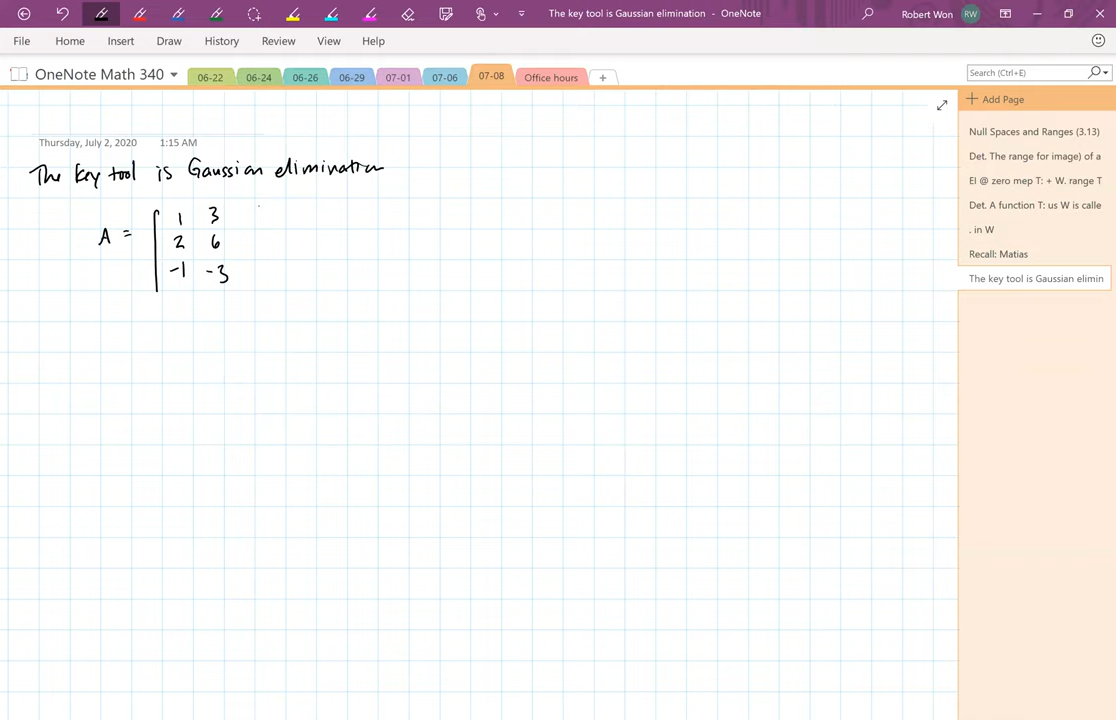 The key tool is Gaussian elimination - OneNote
Robert Won RW
File Home Insert Draw History Review View Help
OneNote Math 340 06-22 06-24 06-26 06-29 07-01 07-06 07-08 Office hours +
Search (Ctrl+E)
Add Page
Null Spaces and Ranges (3.13)
Det. The range for image) of a
El @ zero mep T: + W. range T
Det. A function T: us W is calle
. in W
Recall: Matias
The key tool is Gaussian elimin
Thursday, July 2, 2020 1:15 AM
The key tool is Gaussian elimination
A = [ 1 3
2 6
-1 -3